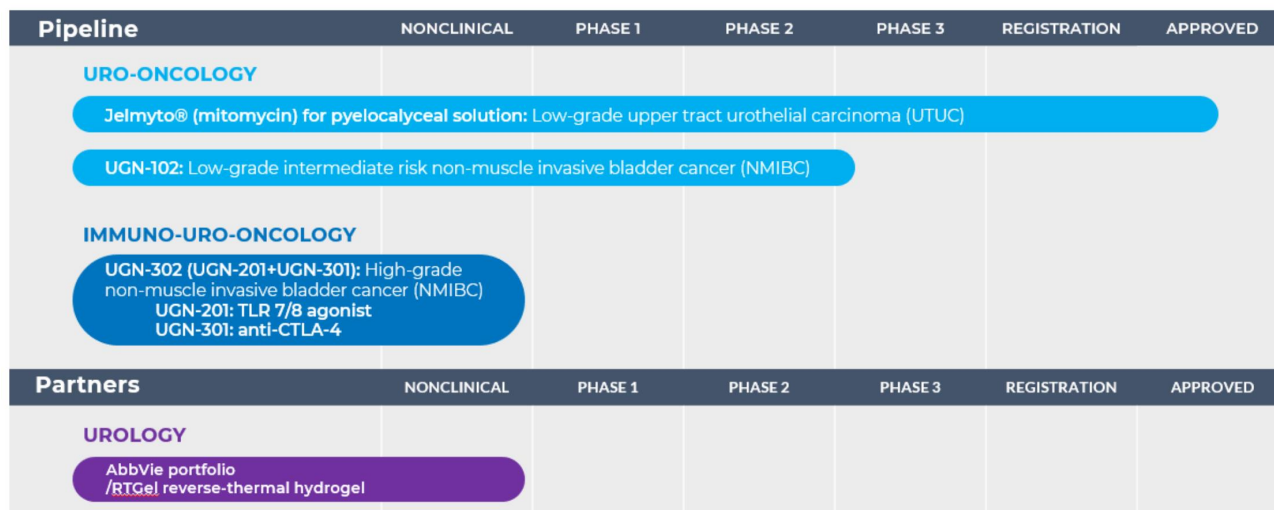 Pipeline NONCLINICAL PHASE 1 PHASE 2 PHASE 3 REGISTRATION APPROVED
URO-ONCOLOGY
Jelmyto® (mitomycin) for pyelocalyceal solution: Low-grade upper tract urothelial carcinoma (UTUC)
UGN-102: Low-grade intermediate risk non-muscle invasive bladder cancer (NMIBC)
IMMUNO-URO-ONCOLOGY
UGN-302 (UGN-201+UGN-301): High-grade
non-muscle invasive bladder cancer (NMIBC)
UGN-201: TLR 7/8 agonist
UGN-301: anti-CTLA-4
Partners NONCLINICAL PHASE 1 PHASE 2 PHASE 3 REGISTRATION APPROVED
UROLOGY
AbbVie portfolio
/RTGel reverse-thermal hydrogel